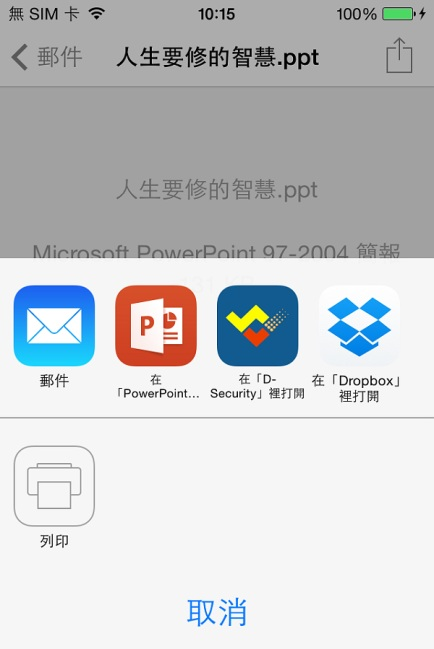 無 SIM 卡 10:15 100%
郵件 人生要修的智慧.ppt
人生要修的智慧.ppt
Microsoft PowerPoint 97-2004 簡報
郵件
在
「PowerPoint...
在「D-
Security」裡打開
在「Dropbox」
裡打開
列印
取消